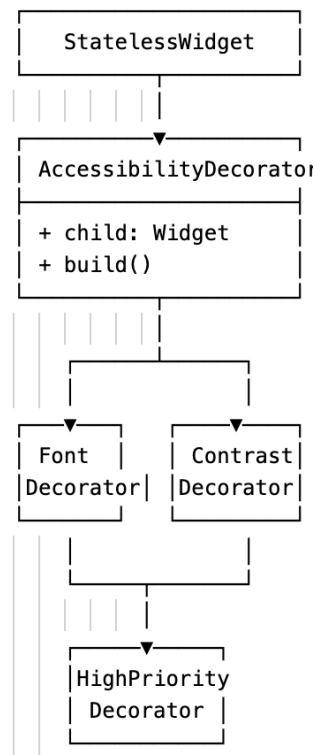 StatelessWidget
AccessibilityDecorator
+ child: Widget
+ build()
Font
Decorator
Contrast
Decorator
HighPriority
Decorator